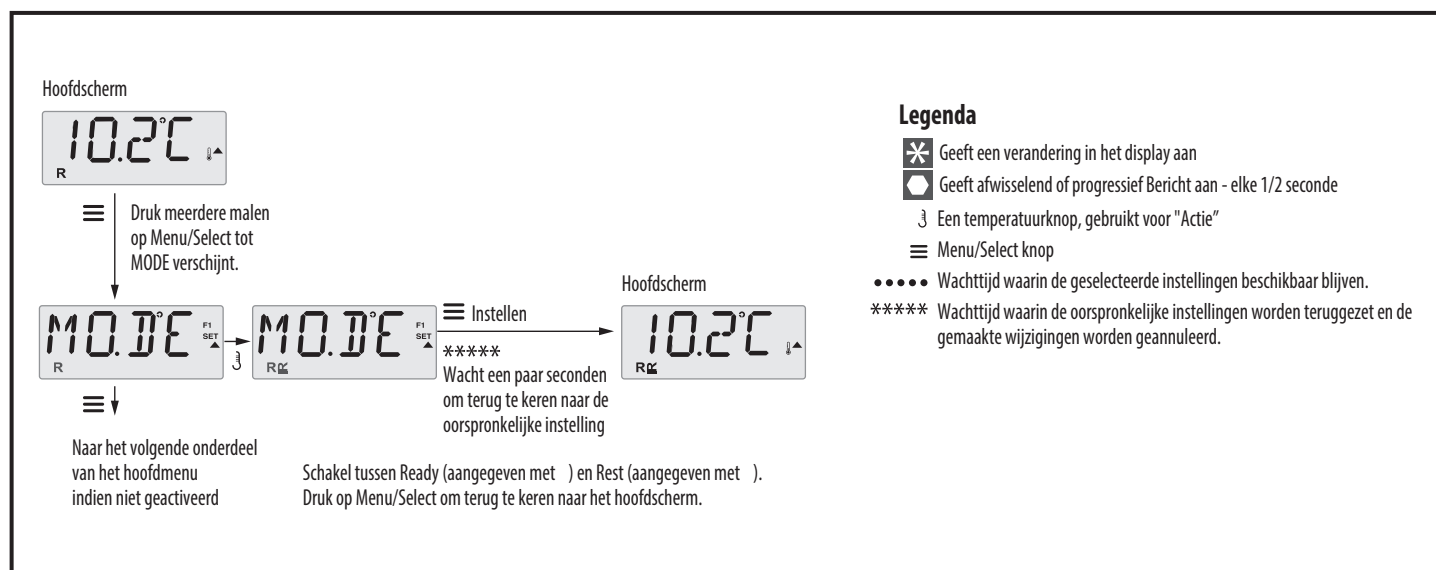 Hoofdscherm
10.2°C
R
Druk meerdere malen
op Menu/Select tot
MODE verschijnt.
MO.DE
F1
SET
R
MO.DE
F1
SET
RR
Instellen
*****
Wacht een paar seconden
om terug te keren naar de
oorspronkelijke instelling
Hoofdscherm
10.2°C
RR
Naar het volgende onderdeel
van het hoofdmenu
indien niet geactiveerd
Schakel tussen Ready (aangegeven met ) en Rest (aangegeven met ).
Druk op Menu/Select om terug te keren naar het hoofdscherm.
Legenda
Geeft een verandering in het display aan
Geeft afwisselend of progressief Bericht aan - elke 1/2 seconde
Een temperatuurknop, gebruikt voor "Actie”
Menu/Select knop
••••• Wachttijd waarin de geselecteerde instellingen beschikbaar blijven.
***** Wachttijd waarin de oorspronkelijke instellingen worden teruggezet en de
gemaakte wijzigingen worden geannuleerd.